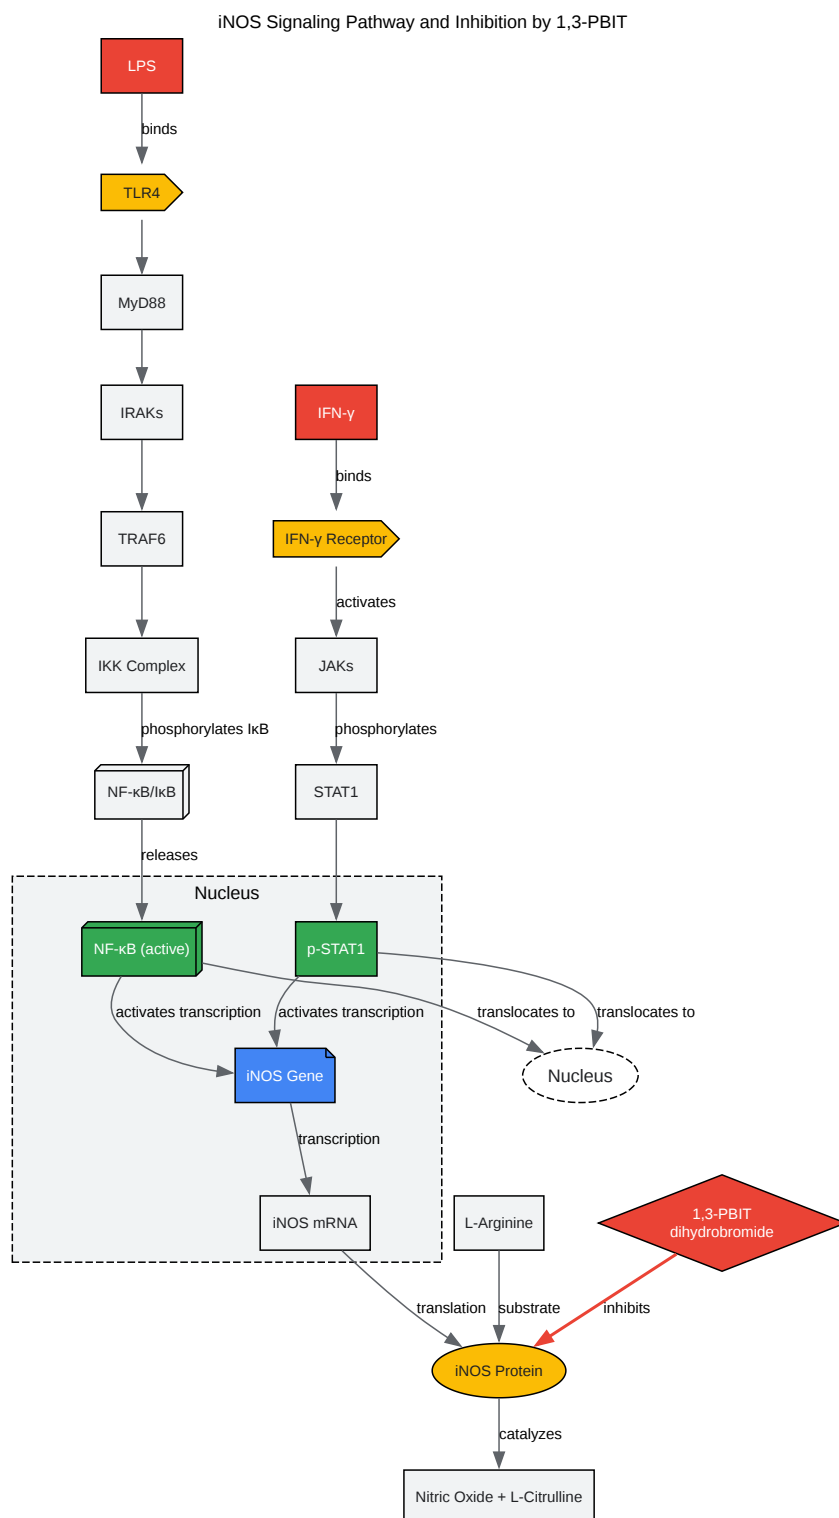 iNOS Signaling Pathway and Inhibition by 1,3-PBIT
LPS
binds
TLR4
MyD88
IRAKs
IFN-γ
binds
TRAF6
IFN-γ Receptor
activates
IKK Complex
JAKs
phosphorylates IκB
phosphorylates
NF-κB/IκB
STAT1
releases
Nucleus
NF-κB (active)
p-STAT1
activates transcription
activates transcription
translocates to
translocates to
iNOS Gene
Nucleus
transcription
iNOS mRNA
L-Arginine
1,3-PBIT
dihydrobromide
translation
substrate
inhibits
iNOS Protein
catalyzes
Nitric Oxide + L-Citrulline